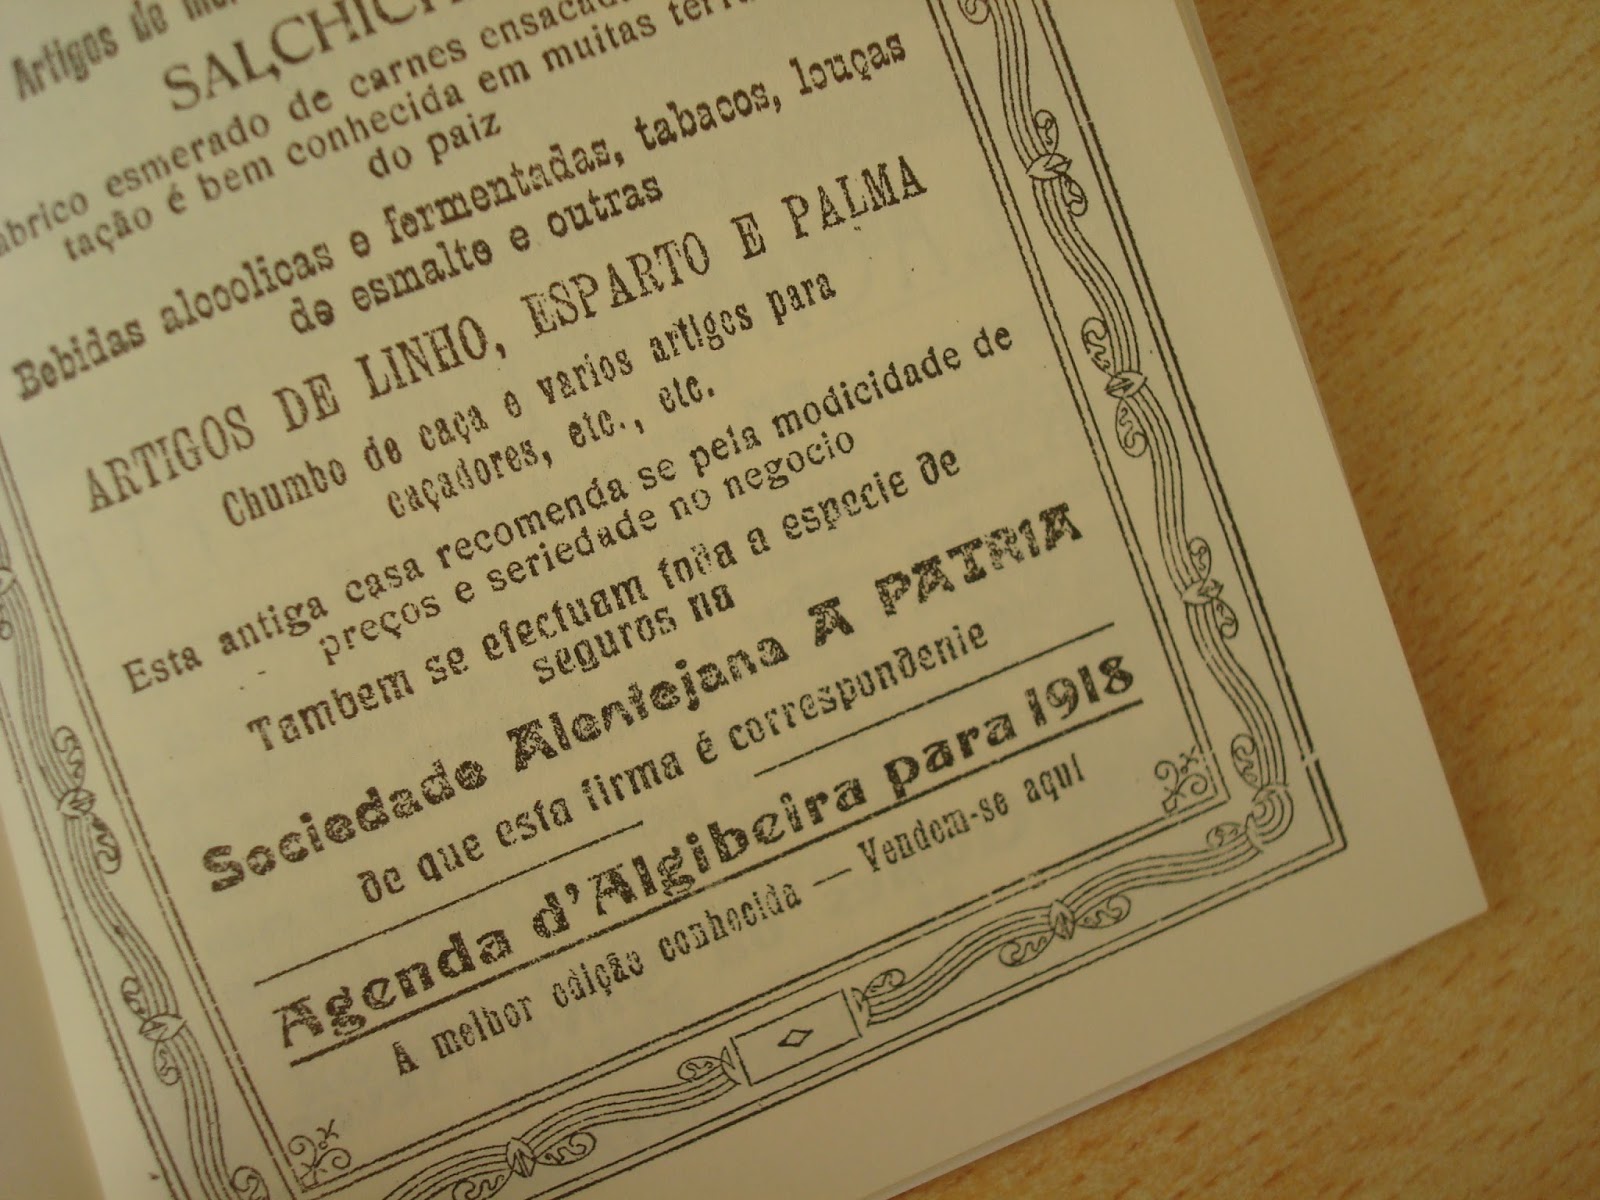 Artigos de
SALCHICH
abrico esmerado de carnes ensacad
tação é bem conhecida em muitas terr
do paiz
Bebidas alcoolicas e fermentadas, tabacos, louças
de esmalte e outras
ARTIGOS DE LINHO, ESPARTO E PALMA
Chumbo de caça e varios artigos para
caçadores, etc., etc.
Esta antiga casa recomenda se pela modicidade de
preços e seriedade no negocio
Tambem se efectuam toda a especie de
seguros na
Sociedade Alentejana A PATRIA
de que esta firma é correspondente
Agenda d'Algibeira para 1918
A melhor edição conhecida — Vendem-se aqui